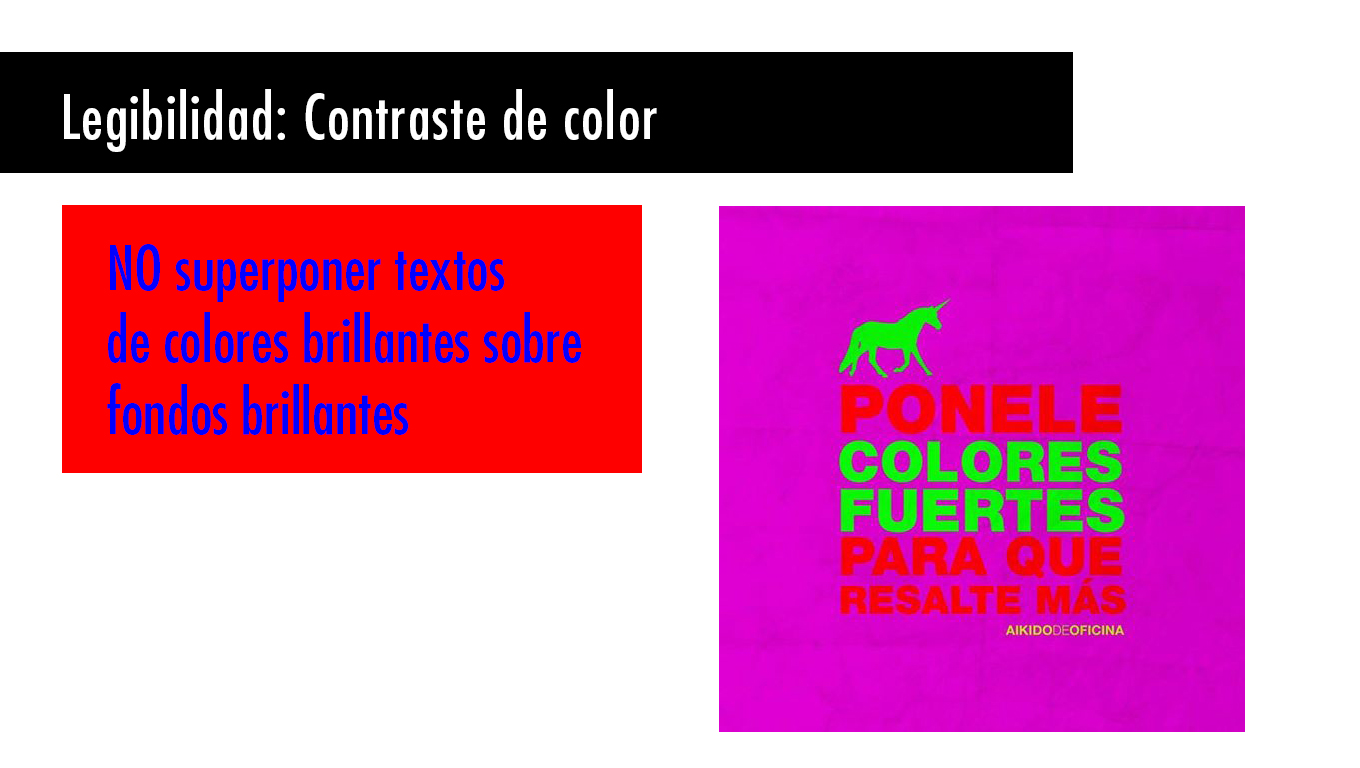 Legibilidad: Contraste de color
NO superponer textos
de colores brillantes sobre
fondos brillantes
PONELE
COLORES
FUERTES
PARA QUE
RESALTE MÁS
AIKIDODEOFICINA